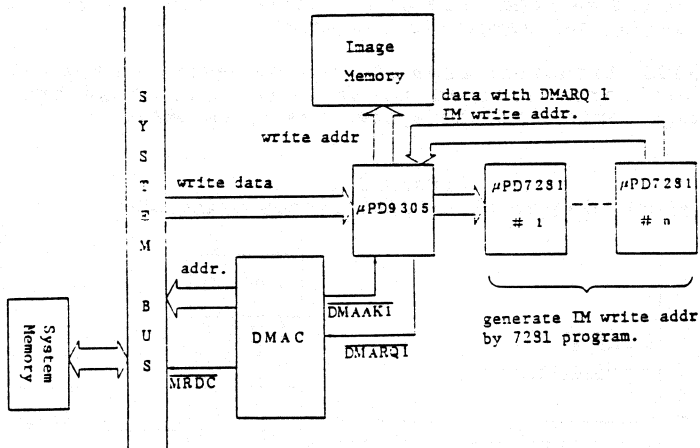 Image
Memory
data with DMARQ 1
IM write addr.
write addr
S
Y
S
T
E
M
B
U
S
write data
μPD9305
μPD7281
# 1
μPD7281
# n
addr.
DMAC
DMAAK1
DMARQ1
MRDC
System
Memory
generate IM write addr
by 7281 program.